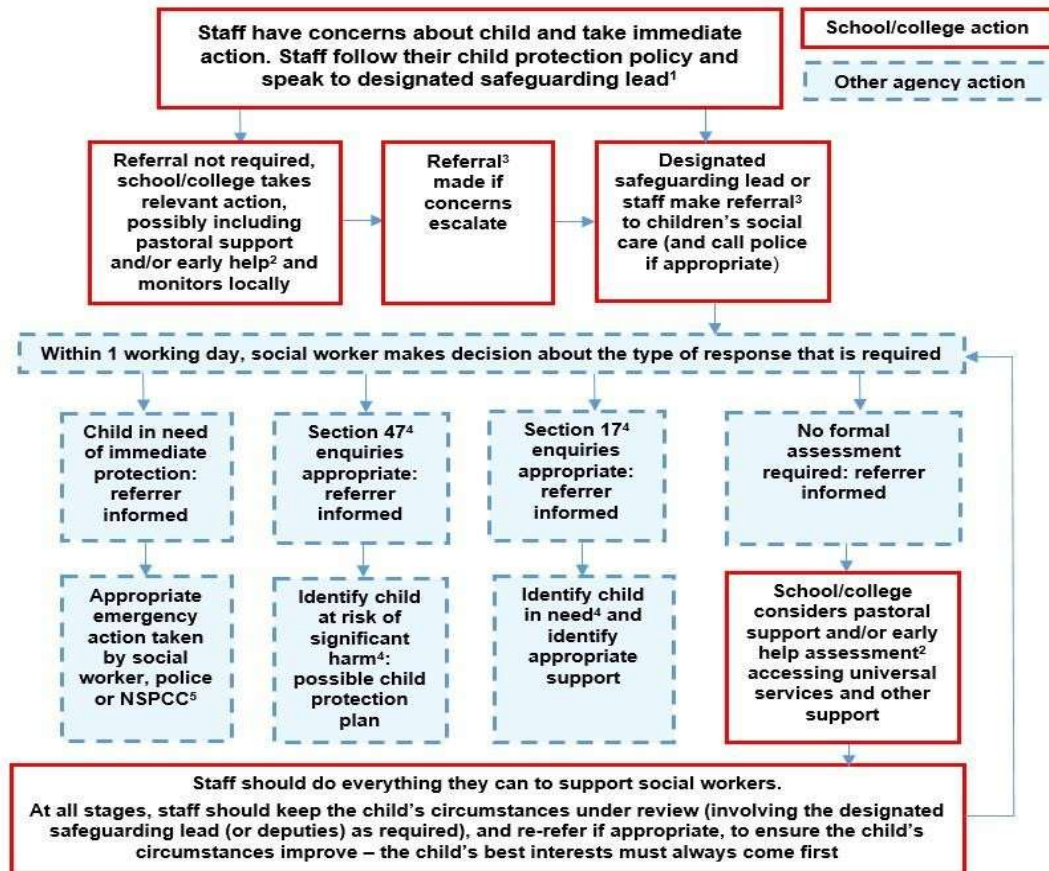 Staff have concerns about child and take immediate
action. Staff follow their child protection policy and
speak to designated safeguarding lead¹
School/college action
Other agency action
Referral not required,
school/college takes
relevant action,
possibly including
pastoral support
and/or early help² and
monitors locally
Referral³
made if
concerns
escalate
Designated
safeguarding lead or
staff make referral³
to children’s social
care (and call police
if appropriate)
Within 1 working day, social worker makes decision about the type of response that is required
Child in need
of immediate
protection:
referrer
informed
Section 47⁴
enquiries
appropriate:
referrer
informed
Section 17⁴
enquiries
appropriate:
referrer
informed
No formal
assessment
required: referrer
informed
Appropriate
emergency
action taken
by social
worker, police
or NSPCC⁵
Identify child
at risk of
significant
harm⁴:
possible child
protection
plan
Identify child
in need⁴ and
identify
appropriate
support
School/college
considers pastoral
support and/or early
help assessment²
accessing universal
services and other
support
Staff should do everything they can to support social workers.
At all stages, staff should keep the child’s circumstances under review (involving the designated
safeguarding lead (or deputies) as required), and re-refer if appropriate, to ensure the child’s
circumstances improve – the child’s best interests must always come first